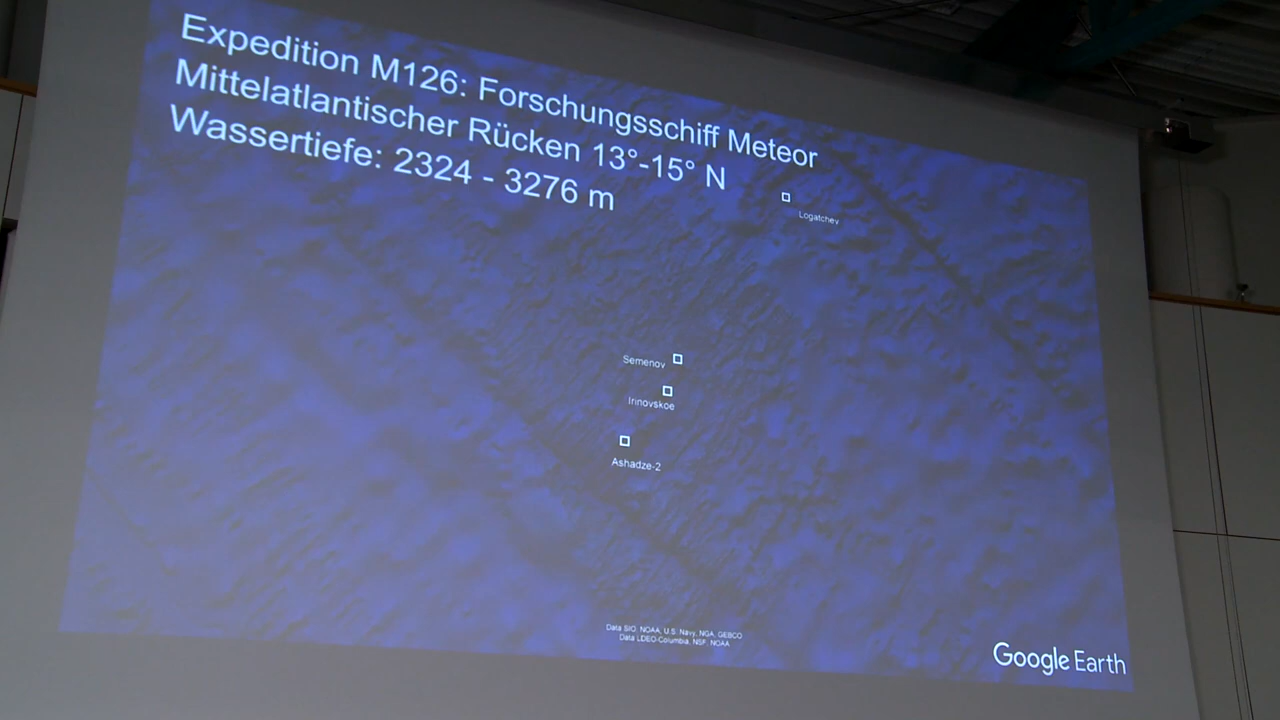 Expedition M126: Forschungsschiff Meteor
Mittelatlantischer Rücken 13°-15° N
Wassertiefe: 2324 - 3276 m
Logatchev
Semenov
Irinovskoe
Ashadze-2
Data SIO, NOAA, U.S. Navy, NGA, GEBCO
Data LDEO-Columbia, NSF, NOAA
Google Earth